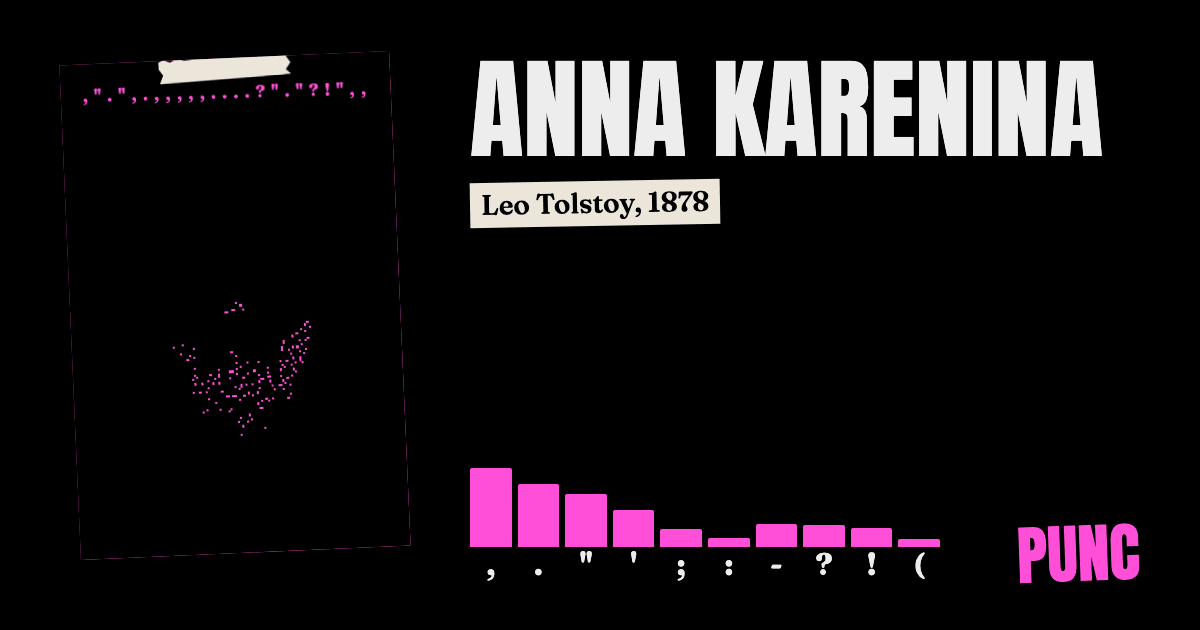 ,".",.,,,,,....?"."?!",,
ANNA KARENINA
Leo Tolstoy, 1878
, . " ' ; : - ? ! (
PUNC